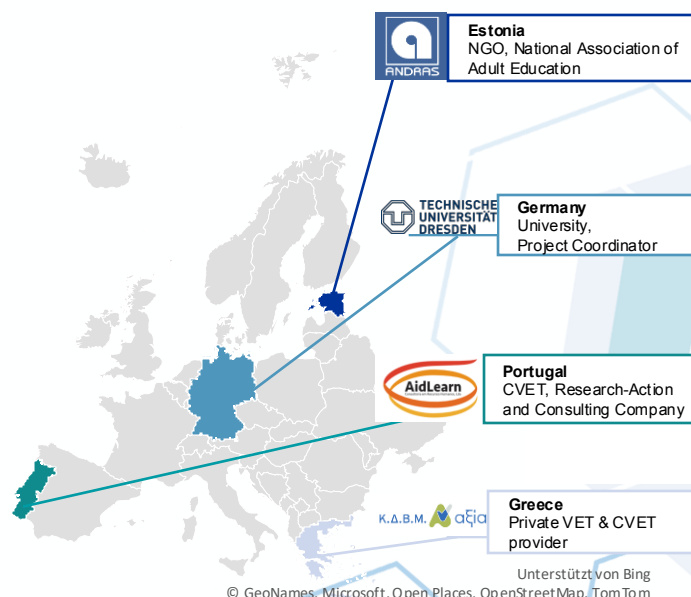 ANDRAS
Estonia
NGO, National Association of
Adult Education
TECHNISCHE
UNIVERSITÄT
DRESDEN
Germany
University,
Project Coordinator
AidLearn
Portugal
CVET, Research-Action
and Consulting Company
Κ.Δ.Β.Μ. αξία
Greece
Private VET & CVET
provider
Unterstützt von Bing
© GeoNames, Microsoft, Open Places, OpenStreetMap, TomTom